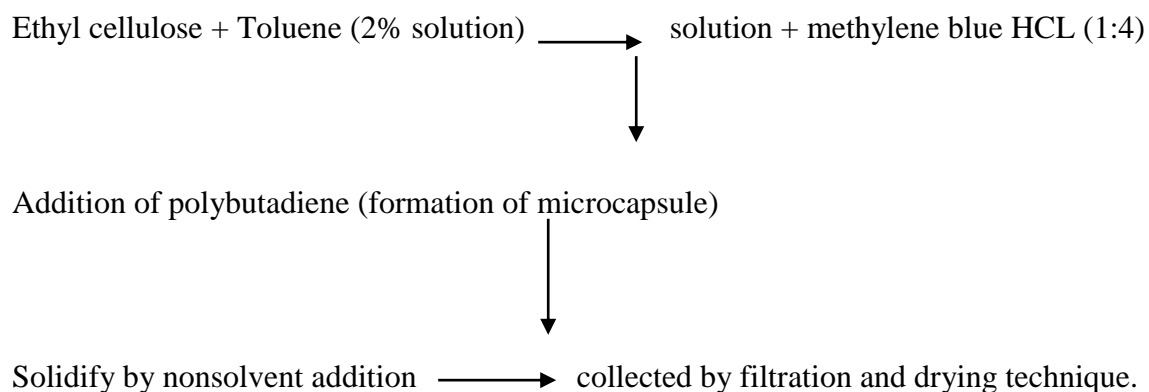 Ethyl cellulose + Toluene (2% solution) solution + methylene blue HCL (1:4)
Addition of polybutadiene (formation of microcapsule)
Solidify by nonsolvent addition collected by filtration and drying technique.